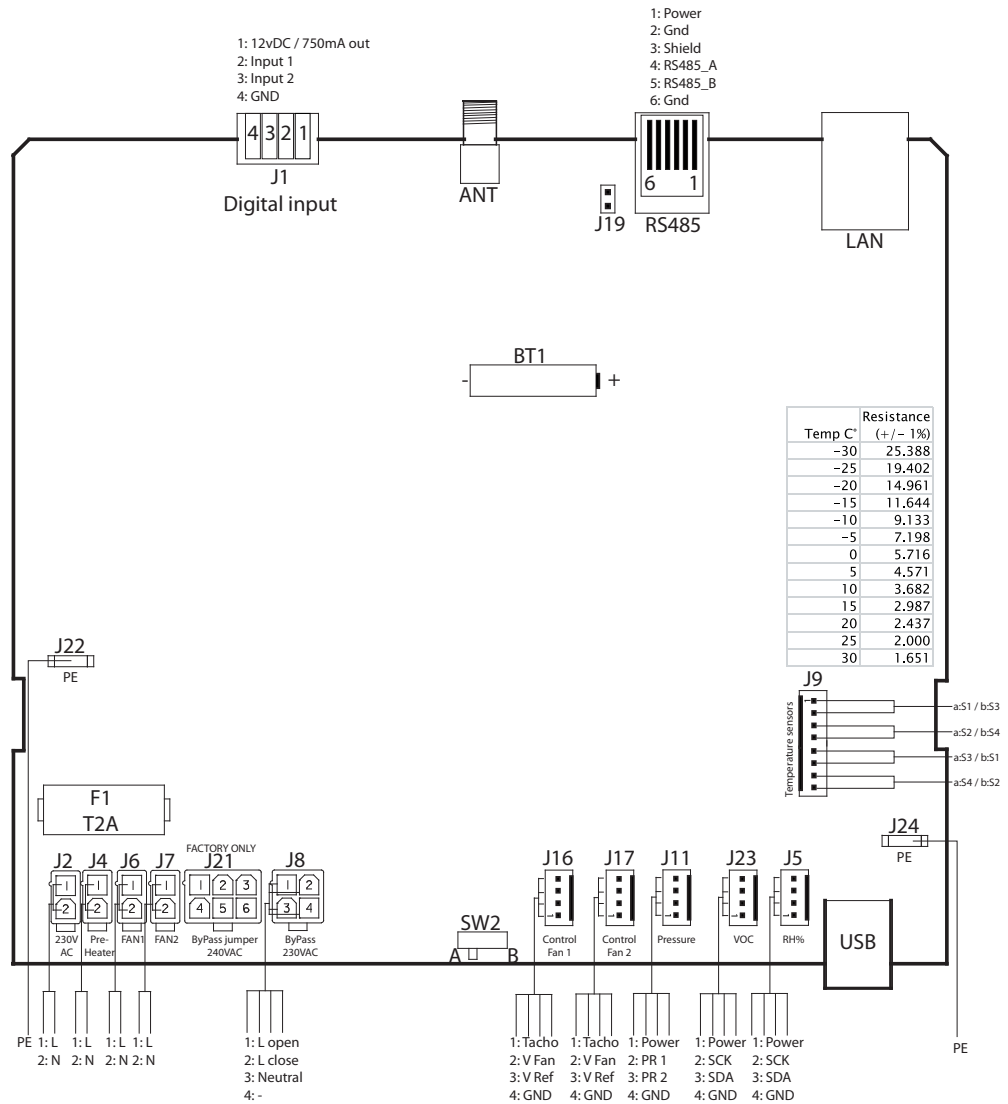 1: 12vDC / 750mA out
2: Input 1
3: Input 2
4: GND
1: Power
2: Gnd
3: Shield
4: RS485_A
5: RS485_B
6: Gnd
4 3 2 1
J1
Digital input
ANT
J19
6 1
RS485
LAN
BT1
- +
Temp C° Resistance (+/- 1%)
-30 25.388
-25 19.402
-20 14.961
-15 11.644
-10 9.133
-5 7.198
0 5.716
5 4.571
10 3.682
15 2.987
20 2.437
25 2.000
30 1.651
J22
PE
J9
1
Temperature sensors
a:S1 / b:S3
a:S2 / b:S4
a:S3 / b:S1
a:S4 / b:S2
F1
T2A
J24
PE
J2
1
2
230V
AC
J4
1
2
Pre-
Heater
J6
1
2
FAN1
J7
1
2
FAN2
FACTORY ONLY
J21
1 2 3
4 5 6
ByPass jumper
240VAC
J8
1 2
3 4
ByPass
230VAC
SW2
A B
J16
1
Control
Fan 1
J17
1
Control
Fan 2
J11
1
Pressure
J23
1
VOC
J5
1
RH%
USB
PE
1: L
2: N
1: L
2: N
1: L
2: N
1: L
2: N
1: L open
2: L close
3: Neutral
4: -
1: Tacho
2: V Fan
3: V Ref
4: GND
1: Tacho
2: V Fan
3: V Ref
4: GND
1: Power
2: PR 1
3: PR 2
4: GND
1: Power
2: SCK
3: SDA
4: GND
1: Power
2: SCK
3: SDA
4: GND
PE